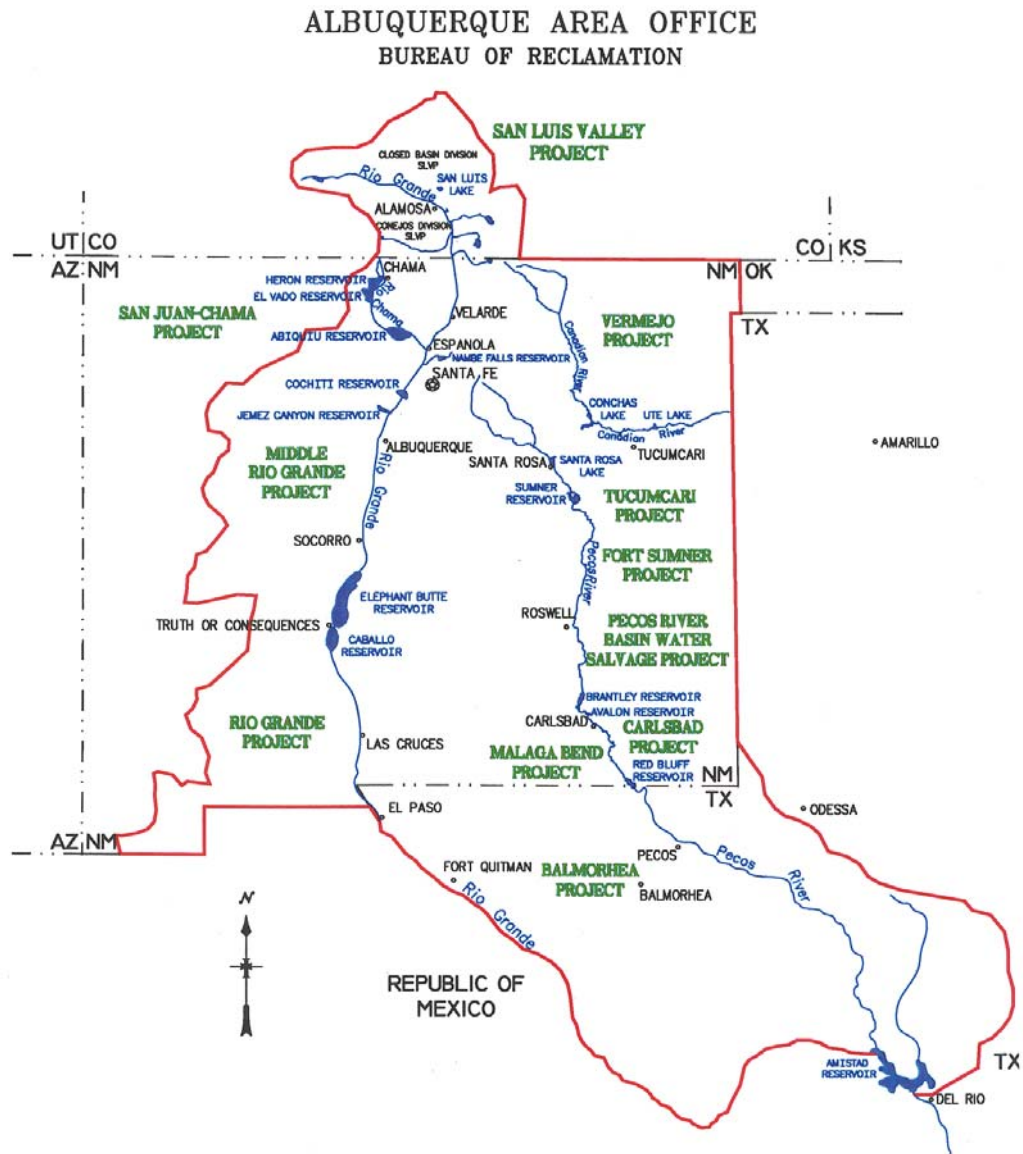 ALBUQUERQUE AREA OFFICE
BUREAU OF RECLAMATION
SAN LUIS VALLEY
PROJECT
CLOSED BASIN DIVISION
SLVP
Rio Grande
SAN LUIS
LAKE
ALAMOSA
CONEJOS DIVISION
SLVP
UT CO
AZ NM
CO KS
NM OK
TX
CHAMA
HERON RESERVOIR
EL VADO RESERVOIR
Rio Chama
SAN JUAN-CHAMA
PROJECT
ABIQUIU RESERVOIR
VELARDE
ESPANOLA
NAMBE FALLS RESERVOIR
SANTA FE
VERMEJO
PROJECT
Canadian River
COCHITI RESERVOIR
JEMEZ CANYON RESERVOIR
CONCHAS
LAKE
UTE LAKE
Canadian River
ALBUQUERQUE
TUCUMCARI
AMARILLO
MIDDLE
RIO GRANDE
PROJECT
Rio Grande
SANTA ROSA
SANTA ROSA
LAKE
SUMNER
RESERVOIR
TUCUMCARI
PROJECT
SOCORRO
Pecos River
FORT SUMNER
PROJECT
ELEPHANT BUTTE
RESERVOIR
TRUTH OR CONSEQUENCES
CABALLO
RESERVOIR
ROSWELL
PECOS RIVER
BASIN WATER
SALVAGE PROJECT
BRANTLEY RESERVOIR
AVALON RESERVOIR
CARLSBAD
CARLSBAD
PROJECT
RIO GRANDE
PROJECT
LAS CRUCES
MALAGA BEND
PROJECT
RED BLUFF
RESERVOIR
NM
TX
EL PASO
ODESSA
AZ NM
PECOS
Pecos River
FORT QUITMAN
BALMORHEA
PROJECT
BALMORHEA
Rio Grande
N
REPUBLIC OF
MEXICO
AMISTAD
RESERVOIR
TX
DEL RIO